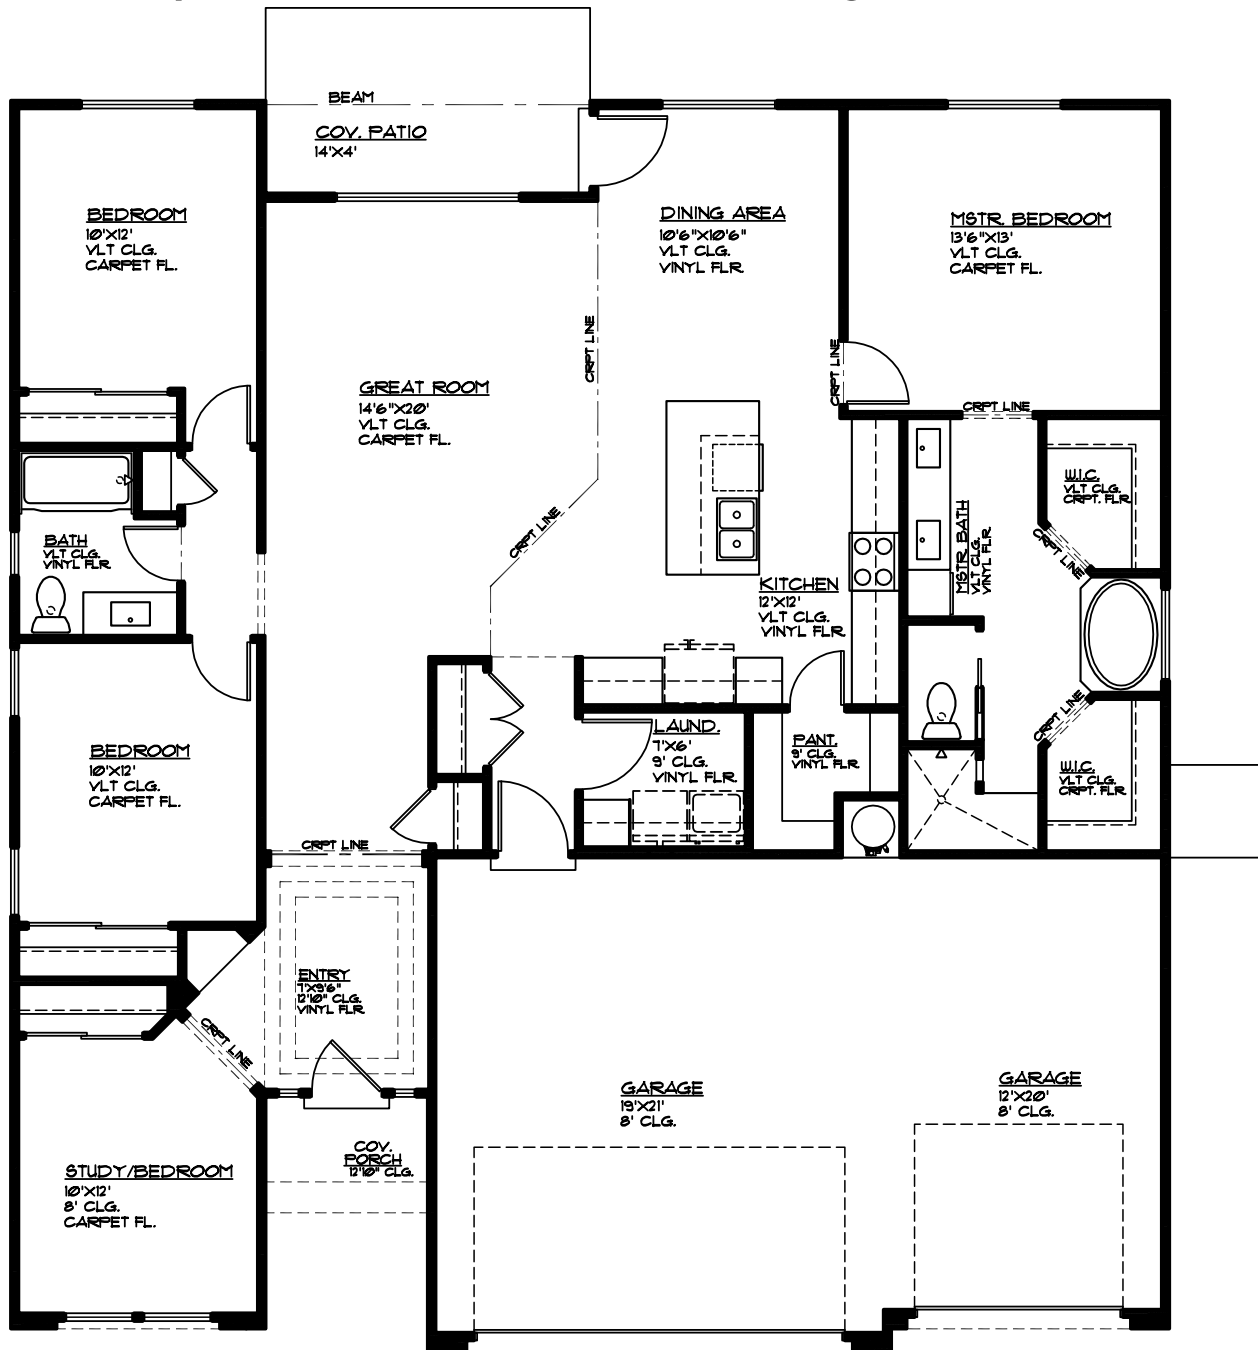 BEAM
COV. PATIO
14'X4'
BEDROOM
10'X12'
VLT CLG.
CARPET FL.
DINING AREA
10'6"X10'6"
VLT CLG.
VINYL FLR.
MSTR. BEDROOM
13'6"X13'
VLT CLG.
CARPET FL.
CRPT LINE
CRPT LINE
GREAT ROOM
14'6"X20'
VLT CLG.
CARPET FL.
CRPT LINE
W.I.C.
VLT CLG.
CRPT. FLR.
CRPT LINE
BATH
VLT CLG.
VINYL FLR.
MSTR BATH
VLT CLG.
VINYL FLR.
CRPT LINE
KITCHEN
12'X12'
VLT CLG.
VINYL FLR.
BEDROOM
10'X12'
VLT CLG.
CARPET FL.
LAUND.
7'X6'
9' CLG.
VINYL FLR.
PANT.
9' CLG.
VINYL FLR.
CRPT LINE
W.I.C.
VLT CLG.
CRPT. FLR.
CRPT LINE
ENTRY
7'X9'6"
12'10" CLG.
VINYL FLR.
CRPT LINE
GARAGE
19'X21'
8' CLG.
GARAGE
12'X20'
8' CLG.
COV.
PORCH
12'10" CLG.
STUDY/BEDROOM
10'X12'
8' CLG.
CARPET FL.